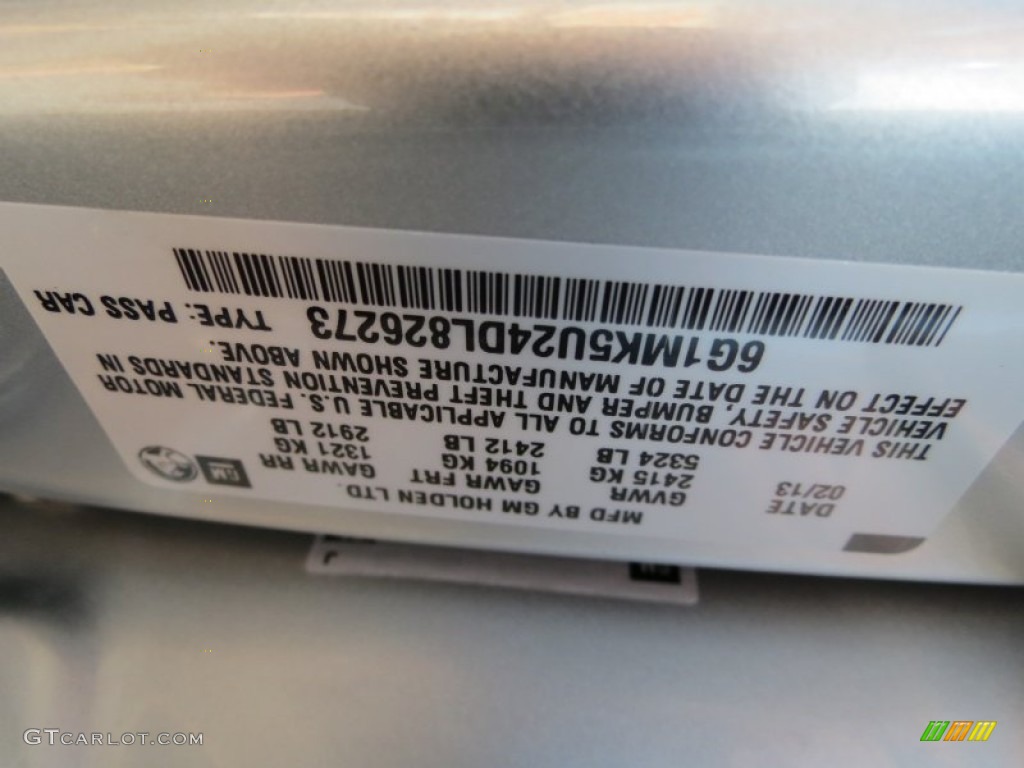 MFD BY GM HOLDEN LTD.
DATE GVWR GAWR FRT GAWR RR
02/13 2415 KG 1094 KG 1321 KG
5324 LB 2412 LB 2912 LB
GM
THIS VEHICLE CONFORMS TO ALL APPLICABLE U.S. FEDERAL MOTOR
VEHICLE SAFETY, BUMPER AND THEFT PREVENTION STANDARDS IN
EFFECT ON THE DATE OF MANUFACTURE SHOWN ABOVE.
6G1MK5U24DL826273 TYPE: PASS CAR
GTCARLOT.COM